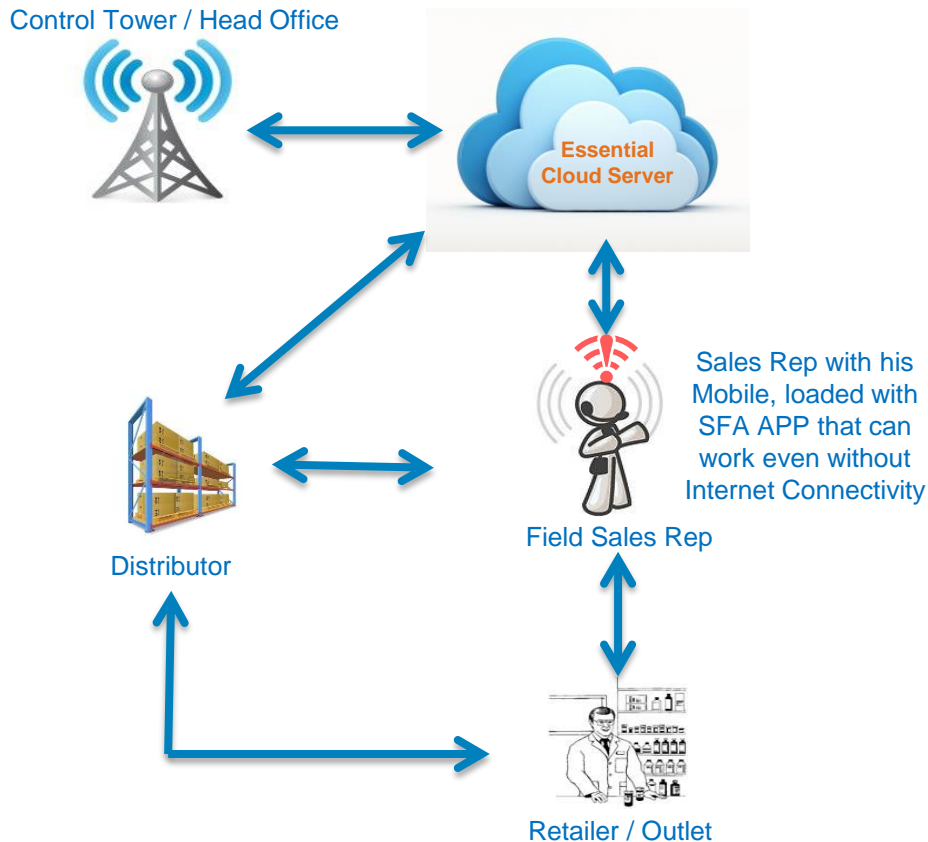 Control Tower / Head Office
Essential
Cloud Server
Sales Rep with his
Mobile, loaded with
SFA APP that can
work even without
Internet Connectivity
Field Sales Rep
Distributor
Retailer / Outlet